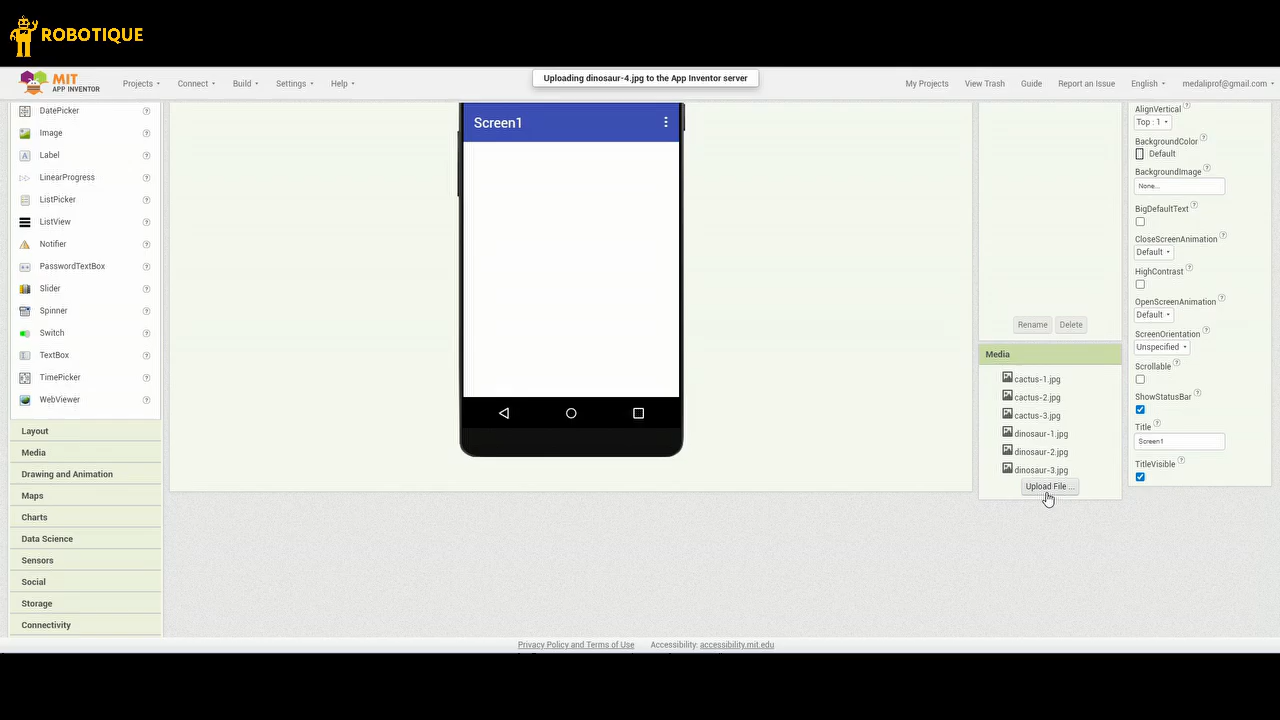 ROBOTIQUE
MIT
APP INVENTOR
Projects
Connect
Build
Settings
Help
Uploading dinosaur-4.jpg to the App Inventor server
My Projects
View Trash
Guide
Report an Issue
English
medaliprof@gmail.com
DatePicker
Image
Label
LinearProgress
ListPicker
ListView
Notifier
PasswordTextBox
Slider
Spinner
Switch
TextBox
TimePicker
WebViewer
Layout
Media
Drawing and Animation
Maps
Charts
Data Science
Sensors
Social
Storage
Connectivity
Screen1
Rename
Delete
Media
cactus-1.jpg
cactus-2.jpg
cactus-3.jpg
dinosaur-1.jpg
dinosaur-2.jpg
dinosaur-3.jpg
Upload File ...
AlignVertical
Top : 1
BackgroundColor
Default
BackgroundImage
None...
BigDefaultText
CloseScreenAnimation
Default
HighContrast
OpenScreenAnimation
Default
ScreenOrientation
Unspecified
Scrollable
ShowStatusBar
Title
Screen1
TitleVisible
Privacy Policy and Terms of Use
Accessibility: accessibility.mit.edu